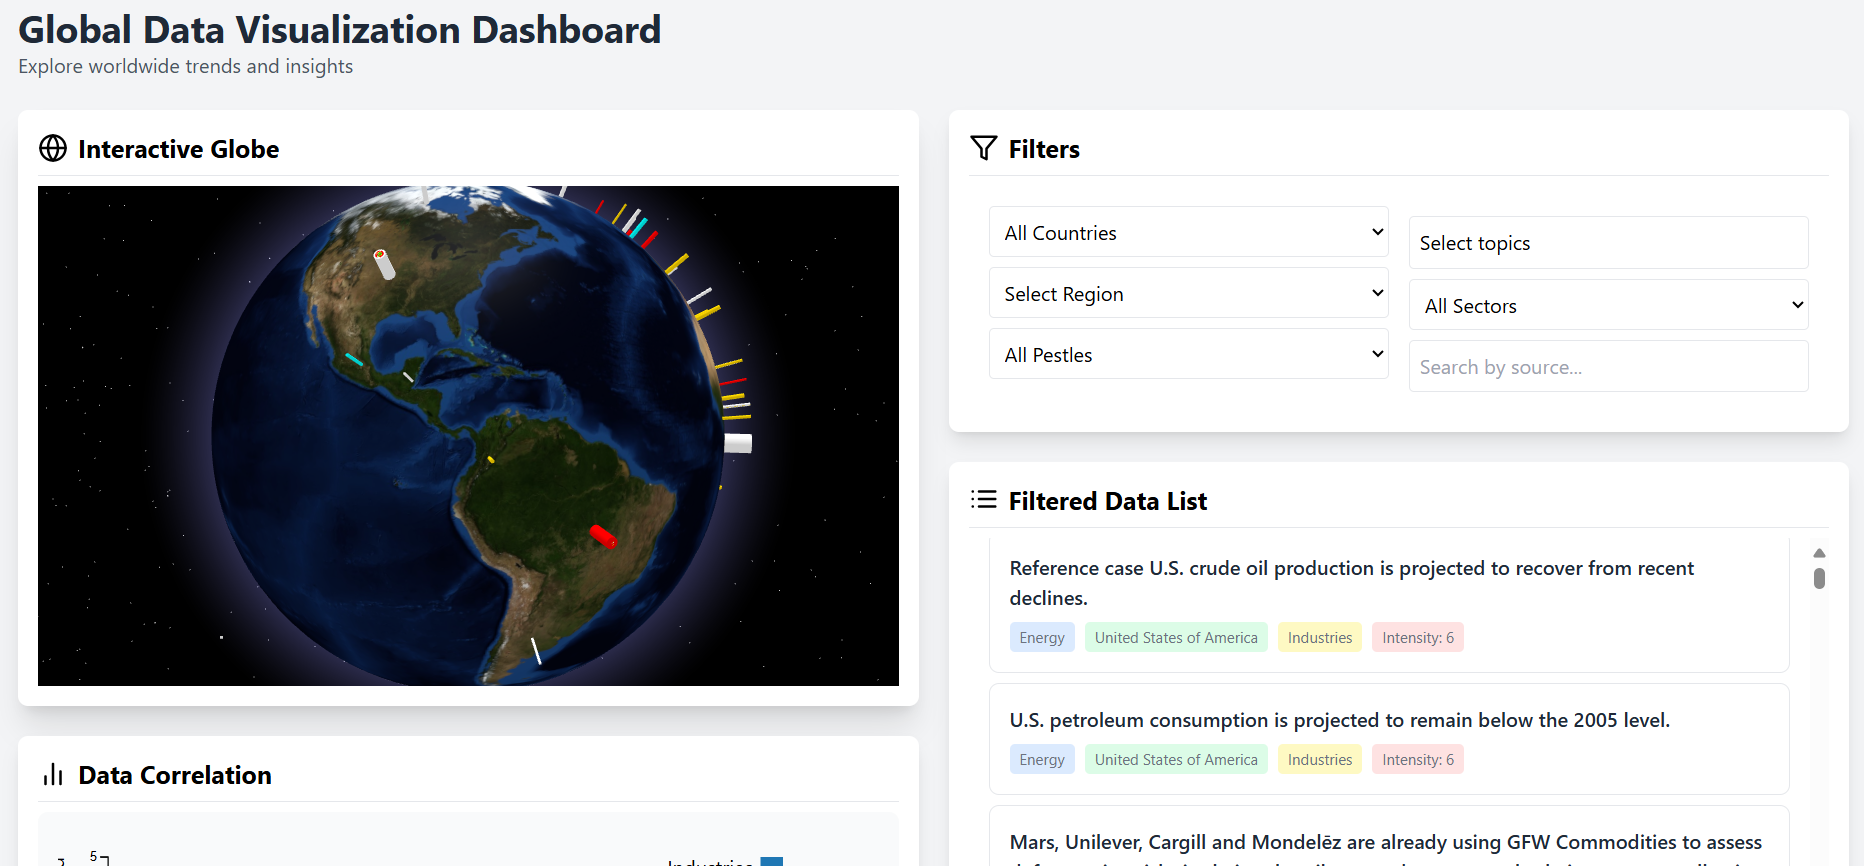 Global Data Visualization Dashboard
Explore worldwide trends and insights
Interactive Globe
Filters
All Countries
Select topics
Select Region
All Sectors
All Pestles
Search by source...
Filtered Data List
Reference case U.S. crude oil production is projected to recover from recent
declines.
Energy United States of America Industries Intensity: 6
U.S. petroleum consumption is projected to remain below the 2005 level.
Energy United States of America Industries Intensity: 6
Mars, Unilever, Cargill and Mondelēz are already using GFW Commodities to assess
Data Correlation
5
Industries